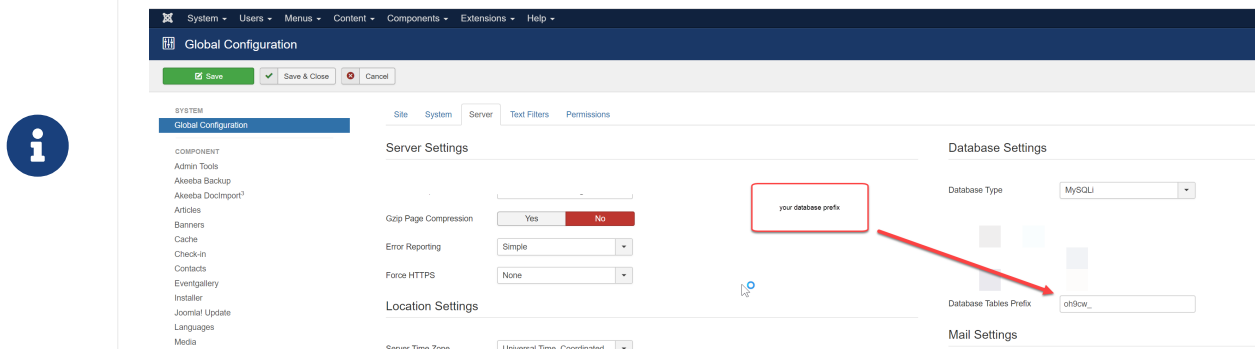 System Users Menus Content Components Extensions Help
Global Configuration
Save Save & Close Cancel
SYSTEM
Global Configuration
COMPONENT
Admin Tools
Akeeba Backup
Akeeba DocImport3
Articles
Banners
Cache
Check-in
Contacts
Eventgallery
Installer
Joomla! Update
Languages
Media
Site System Server Text Filters Permissions
Server Settings
Gzip Page Compression Yes No
Error Reporting Simple
Force HTTPS None
Location Settings
Server Time Zone Universal Time, Coordinated
your database prefix
Database Settings
Database Type MySQLi
Database Tables Prefix oh9cw_
Mail Settings